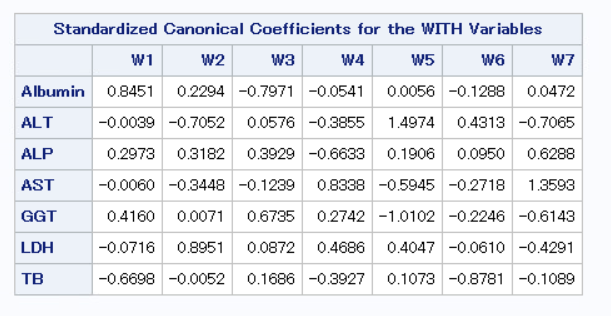 Standardized Canonical Coefficients for the WITH Variables
W1 W2 W3 W4 W5 W6 W7
Albumin 0.8451 0.2294 -0.7971 -0.0541 0.0056 -0.1288 0.0472
ALT -0.0039 -0.7052 0.0576 -0.3855 1.4974 0.4313 -0.7065
ALP 0.2973 0.3182 0.3929 -0.6633 0.1906 0.0950 0.6288
AST -0.0060 -0.3448 -0.1239 0.8338 -0.5945 -0.2718 1.3593
GGT 0.4160 0.0071 0.6735 0.2742 -1.0102 -0.2246 -0.6143
LDH -0.0716 0.8951 0.0872 0.4686 0.4047 -0.0610 -0.4291
TB -0.6698 -0.0052 0.1686 -0.3927 0.1073 -0.8781 -0.1089